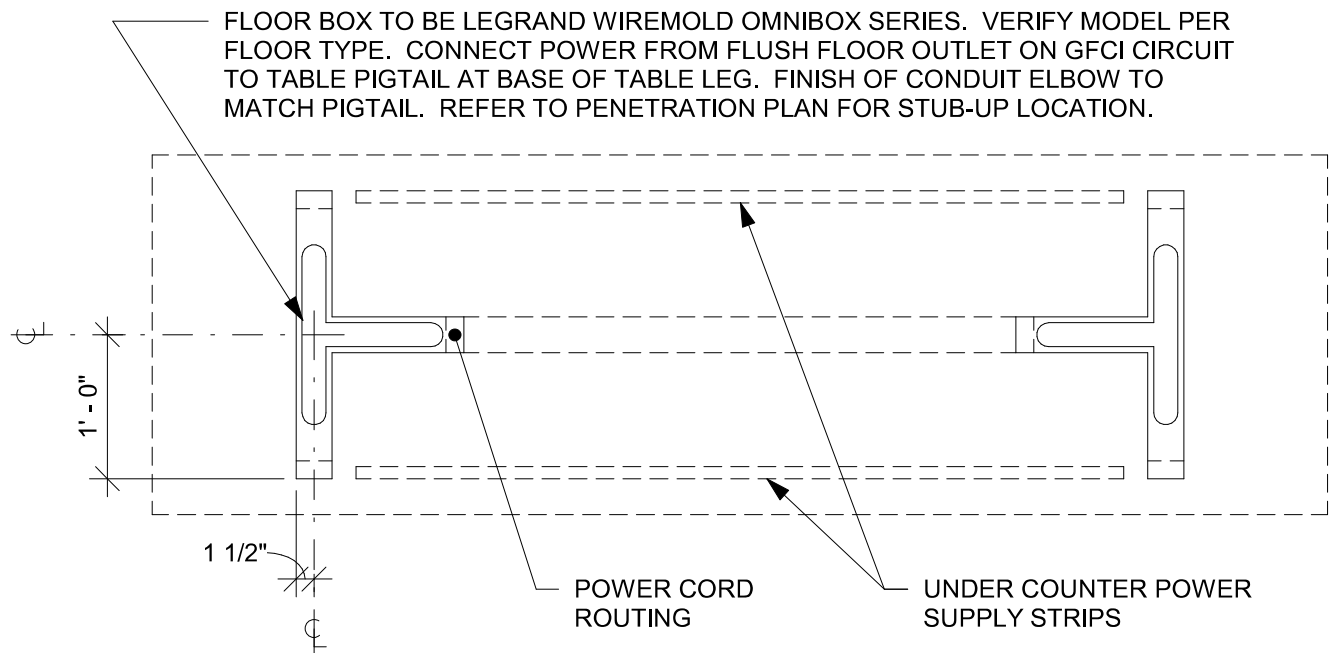 FLOOR BOX TO BE LEGRAND WIREMOLD OMNIBOX SERIES.  VERIFY MODEL PER
FLOOR TYPE.  CONNECT POWER FROM FLUSH FLOOR OUTLET ON GFCI CIRCUIT
TO TABLE PIGTAIL AT BASE OF TABLE LEG.  FINISH OF CONDUIT ELBOW TO
MATCH PIGTAIL.  REFER TO PENETRATION PLAN FOR STUB-UP LOCATION.
℄
1' - 0"
1 1/2"
℄
POWER CORD
ROUTING
UNDER COUNTER POWER
SUPPLY STRIPS